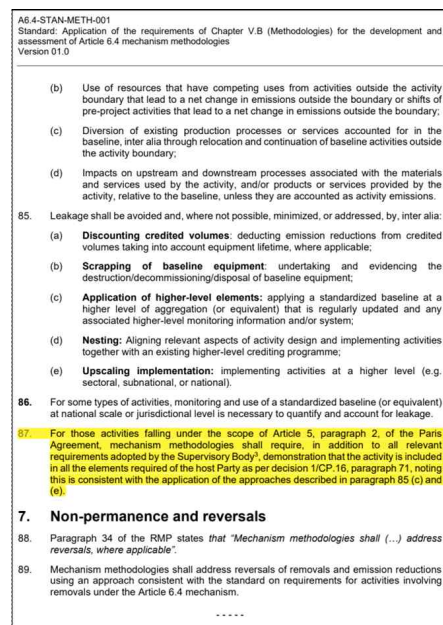 A6.4-STAN-METH-001
Standard: Application of the requirements of Chapter V.B (Methodologies) for the development and
assessment of Article 6.4 mechanism methodologies
Version 01.0
(b) Use of resources that have competing uses from activities outside the activity
boundary that lead to a net change in emissions outside the boundary or shifts of
pre-project activities that lead to a net change in emissions outside the boundary;
(c) Diversion of existing production processes or services accounted for in the
baseline, inter alia through relocation and continuation of baseline activities outside
the activity boundary;
(d) Impacts on upstream and downstream processes associated with the materials
and services used by the activity, and/or products or services provided by the
activity, relative to the baseline, unless they are accounted as activity emissions.
85. Leakage shall be avoided and, where not possible, minimized, or addressed, by, inter alia:
(a) Discounting credited volumes: deducting emission reductions from credited
volumes taking into account equipment lifetime, where applicable;
(b) Scrapping of baseline equipment: undertaking and evidencing the
destruction/decommissioning/disposal of baseline equipment;
(c) Application of higher-level elements: applying a standardized baseline at a
higher level of aggregation (or equivalent) that is regularly updated and any
associated higher-level monitoring information and/or system;
(d) Nesting: Aligning relevant aspects of activity design and implementing activities
together with an existing higher-level crediting programme;
(e) Upscaling implementation: implementing activities at a higher level (e.g.
sectoral, subnational, or national).
86. For some types of activities, monitoring and use of a standardized baseline (or equivalent)
at national scale or jurisdictional level is necessary to quantify and account for leakage.
87. For those activities falling under the scope of Article 5, paragraph 2, of the Paris
Agreement, mechanism methodologies shall require, in addition to all relevant
requirements adopted by the Supervisory Body³, demonstration that the activity is included
in all the elements required of the host Party as per decision 1/CP.16, paragraph 71, noting
this is consistent with the application of the approaches described in paragraph 85 (c) and
(e).
7. Non-permanence and reversals
88. Paragraph 34 of the RMP states that “Mechanism methodologies shall (…) address
reversals, where applicable”.
89. Mechanism methodologies shall address reversals of removals and emission reductions
using an approach consistent with the standard on requirements for activities involving
removals under the Article 6.4 mechanism.
- - - - -